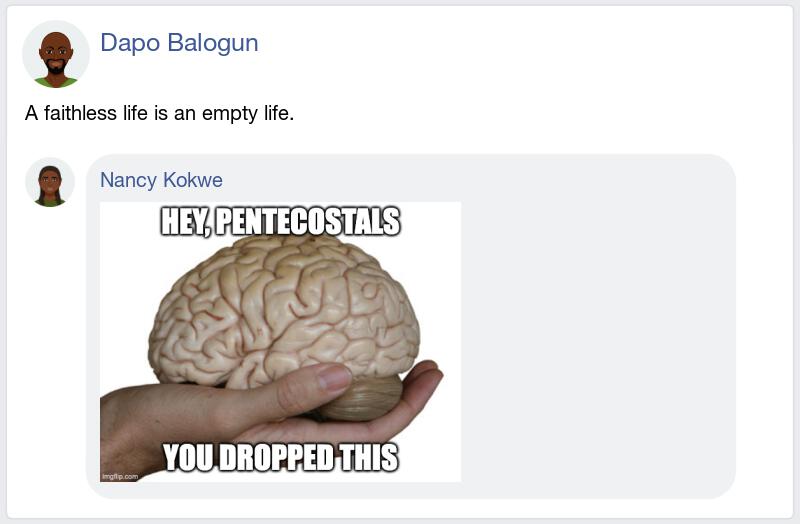 Dapo Balogun
A faithless life is an empty life.
Nancy Kokwe
HEY, PENTECOSTALS
YOU DROPPED THIS
imgflip.com